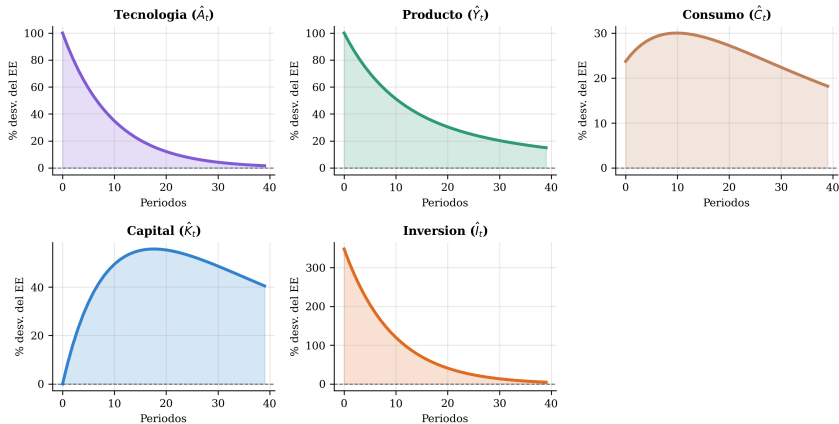 Tecnologia (Â_t)
% desv. del EE
100
80
60
40
20
0
0 10 20 30 40
Periodos
Producto (Ŷ_t)
% desv. del EE
100
80
60
40
20
0
0 10 20 30 40
Periodos
Consumo (Ĉ_t)
% desv. del EE
30
20
10
0
0 10 20 30 40
Periodos
Capital (K̂_t)
% desv. del EE
40
20
0
0 10 20 30 40
Periodos
Inversion (Î_t)
% desv. del EE
300
200
100
0
0 10 20 30 40
Periodos